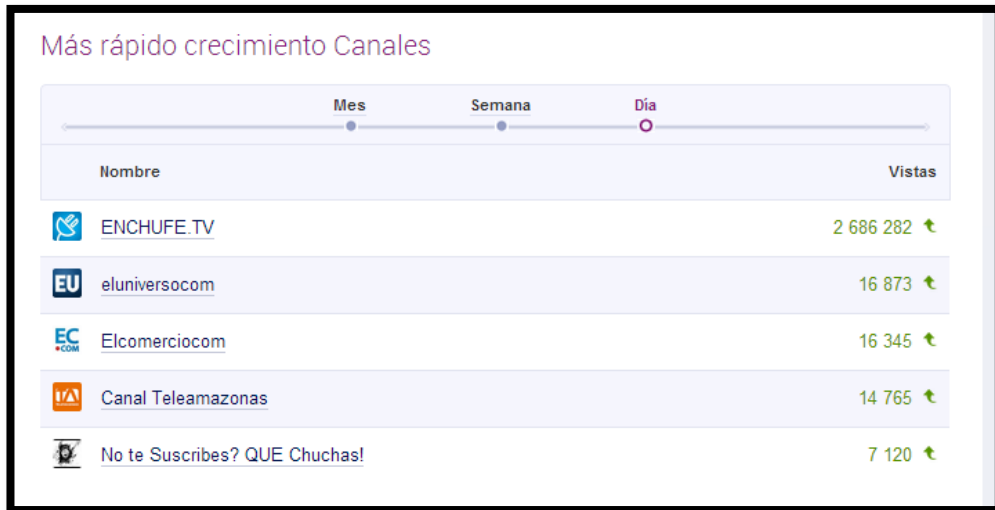 Más rápido crecimiento Canales
Mes Semana Día
Nombre Vistas
ENCHUFE.TV 2 686 282
EU eluniversocom 16 873
EC
•COM
Elcomerciocom 16 345
Canal Teleamazonas 14 765
No te Suscribes? QUE Chuchas! 7 120